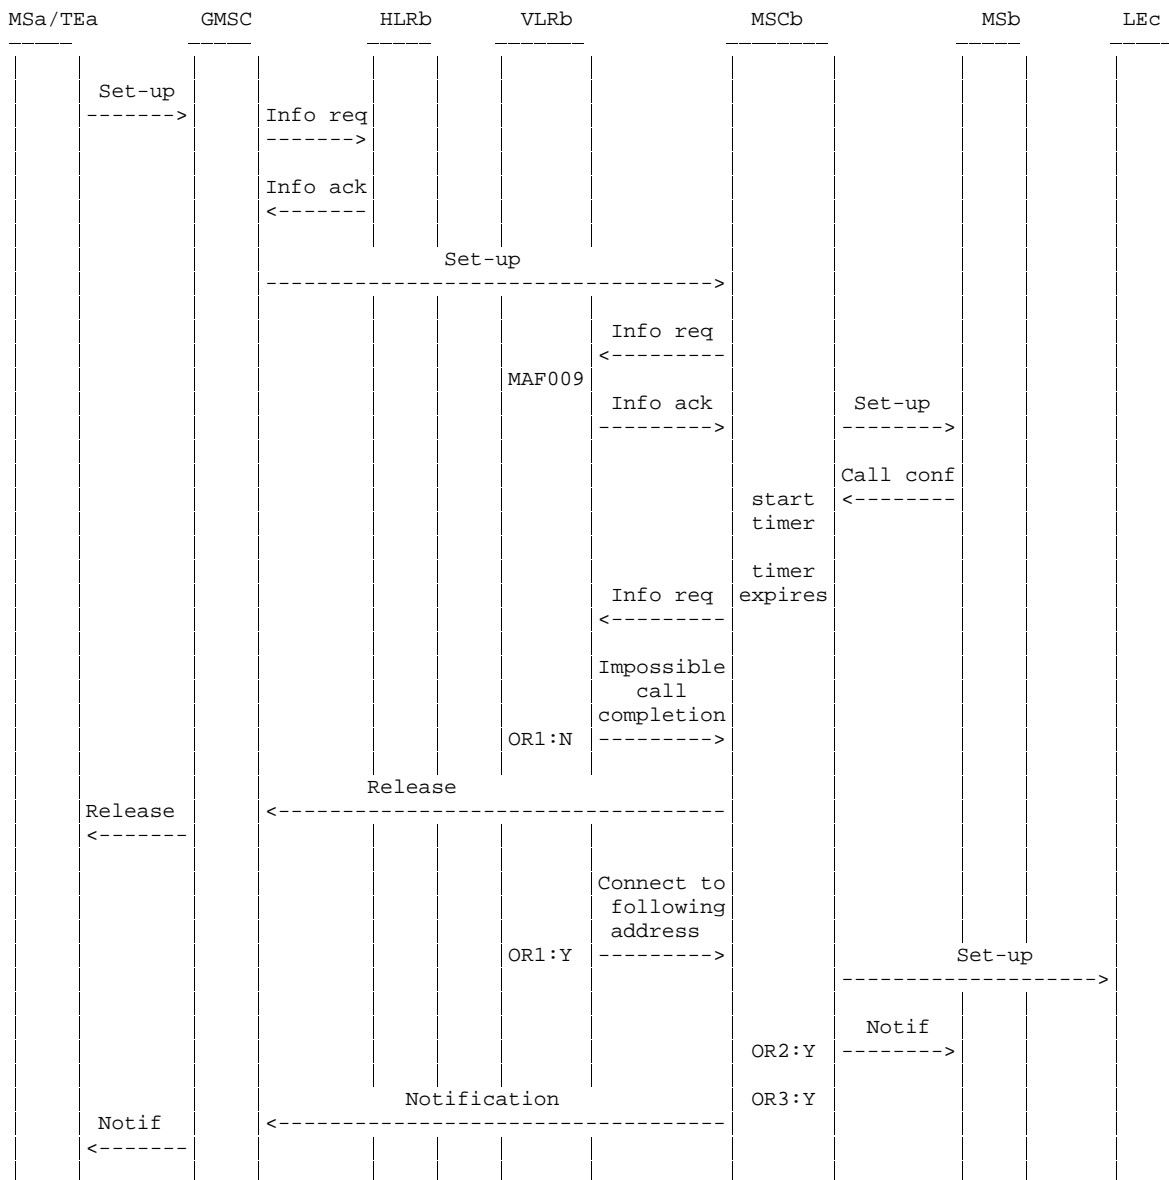 MSa/TEa GMSC HLRb VLRb MSCb MSb LEc
Set-up
-------> Info req
------->
Info ack
<-------
Set-up
----------------------------------->
Info req
<---------
MAF009
Info ack Set-up
---------> -------->
Call conf
start <--------
timer
timer
Info req expires
<---------
Impossible
call
completion
OR1:N --------->
Release
Release <-----------------------------------
<-------
Connect to
following
address
OR1:Y ---------> Set-up
-------------------->
Notif
OR2:Y -------->
Notification OR3:Y
Notif <-----------------------------------
<-------